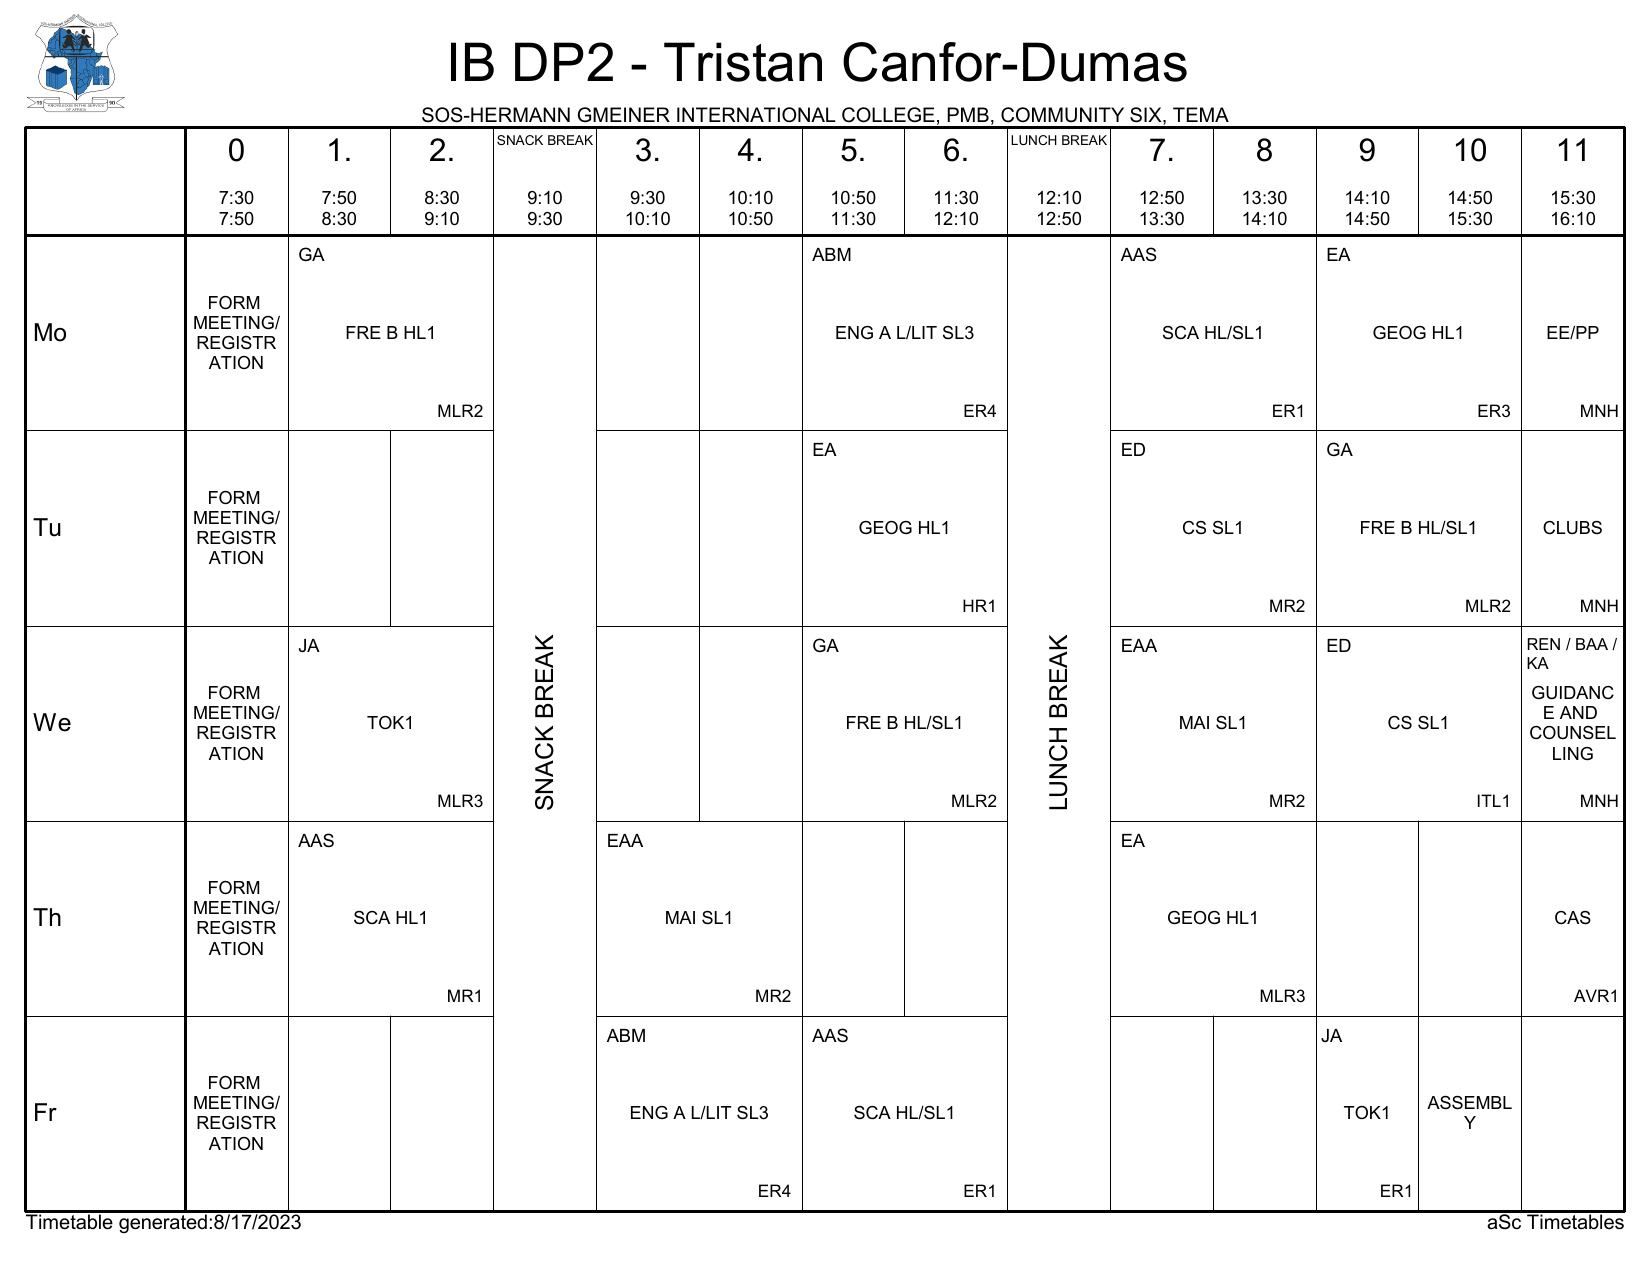 IB DP2 - Tristan Canfor-Dumas
SOS-HERMANN GMEINER INTERNATIONAL COLLEGE, PMB, COMMUNITY SIX, TEMA
0 1. 2. SNACK BREAK 3. 4. 5. 6. LUNCH BREAK 7. 8 9 10 11
7:30 7:50 8:30 9:10 9:30 10:10 10:50 11:30 12:10 12:50 13:30 14:10 14:50 15:30
7:50 8:30 9:10 9:30 10:10 10:50 11:30 12:10 12:50 13:30 14:10 14:50 15:30 16:10
Mo
FORM
MEETING/
REGISTR
ATION
GA
FRE B HL1
MLR2
ABM
ENG A L/LIT SL3
ER4
AAS
SCA HL/SL1
ER1
EA
GEOG HL1
ER3
EE/PP
MNH
Tu
FORM
MEETING/
REGISTR
ATION
EA
GEOG HL1
HR1
ED
CS SL1
MR2
GA
FRE B HL/SL1
MLR2
CLUBS
MNH
We
FORM
MEETING/
REGISTR
ATION
JA
TOK1
MLR3
SNACK BREAK
GA
FRE B HL/SL1
MLR2
LUNCH BREAK
EAA
MAI SL1
MR2
ED
CS SL1
ITL1
REN / BAA /
KA
GUIDANC
E AND
COUNSEL
LING
MNH
Th
FORM
MEETING/
REGISTR
ATION
AAS
SCA HL1
MR1
EAA
MAI SL1
MR2
EA
GEOG HL1
MLR3
CAS
AVR1
Fr
FORM
MEETING/
REGISTR
ATION
ABM
ENG A L/LIT SL3
ER4
AAS
SCA HL/SL1
ER1
JA
TOK1
ER1
ASSEMBL
Y
Timetable generated:8/17/2023
aSc Timetables